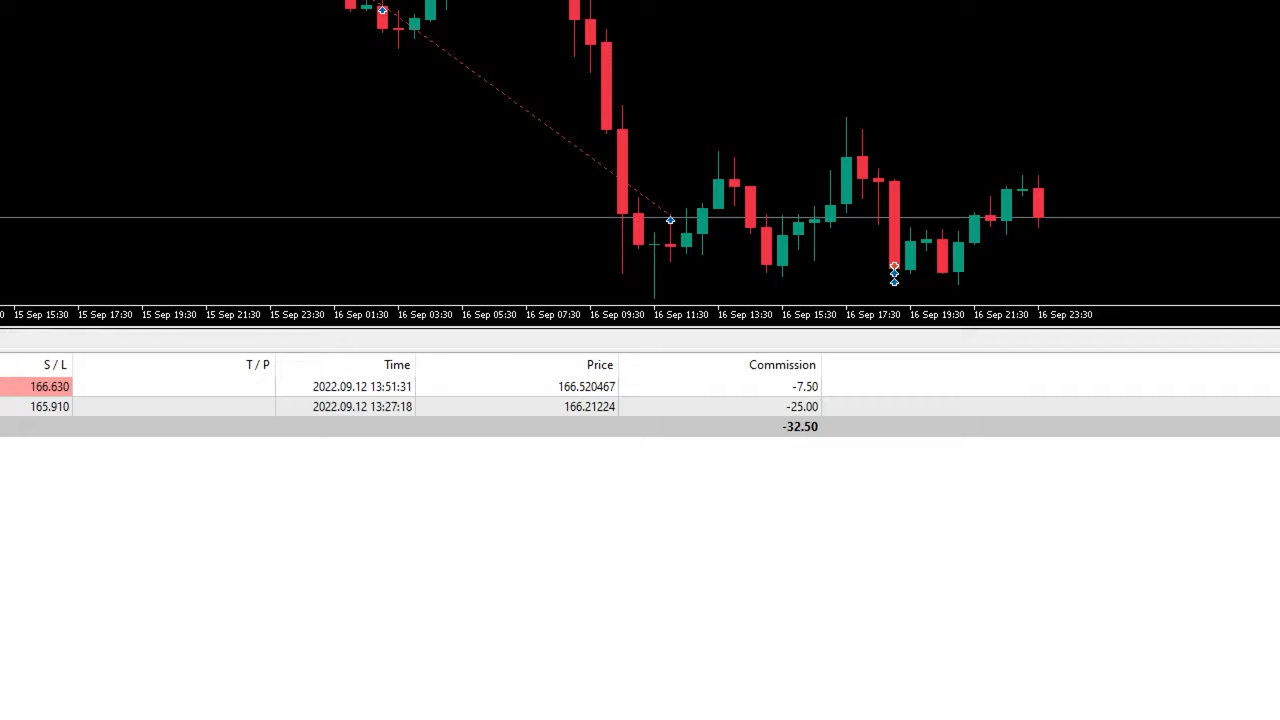 0 15 Sep 15:30 15 Sep 17:30 15 Sep 19:30 15 Sep 21:30 15 Sep 23:30 16 Sep 01:30 16 Sep 03:30 16 Sep 05:30 16 Sep 07:30 16 Sep 09:30 16 Sep 11:30 16 Sep 13:30 16 Sep 15:30 16 Sep 17:30 16 Sep 19:30 16 Sep 21:30 16 Sep 23:30
S / L T / P Time Price Commission
166.630 2022.09.12 13:51:31 166.520467 -7.50
165.910 2022.09.12 13:27:18 166.21224 -25.00
-32.50